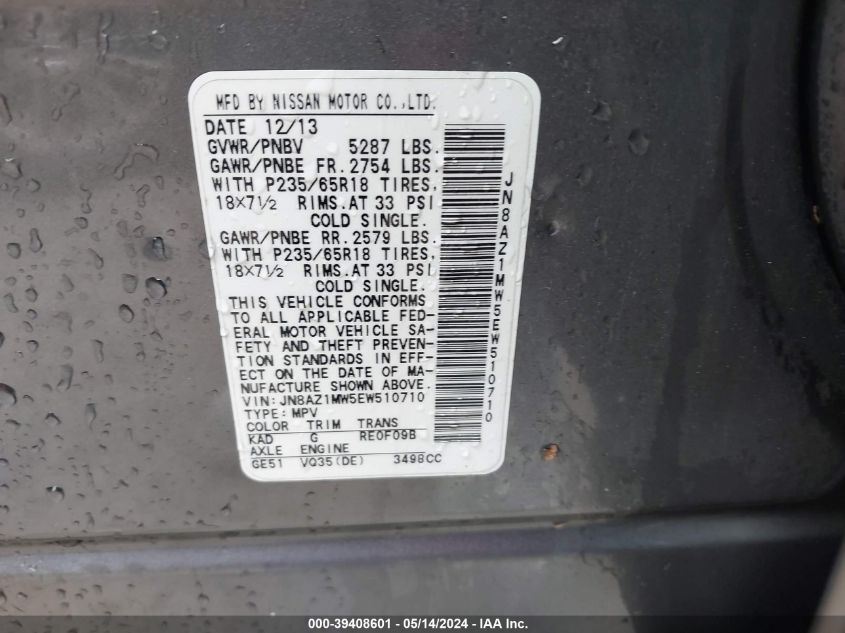 MFD BY NISSAN MOTOR CO.,LTD.
DATE 12/13
GVWR/PNBV 5287 LBS.
GAWR/PNBE FR. 2754 LBS.
WITH P235/65R18 TIRES,
18X7½ RIMS.AT 33 PSI
COLD SINGLE.
GAWR/PNBE RR. 2579 LBS.
WITH P235/65R18 TIRES,
18X7½ RIMS.AT 33 PSI
COLD SINGLE.
THIS VEHICLE CONFORMS
TO ALL APPLICABLE FED-
ERAL MOTOR VEHICLE SA-
FETY AND THEFT PREVEN-
TION STANDARDS IN EFF-
ECT ON THE DATE OF MA-
NUFACTURE SHOWN ABOVE.
VIN: JN8AZ1MW5EW510710
TYPE: MPV
COLOR TRIM TRANS
KAD G RE0F09B
AXLE ENGINE
GE51 VQ35(DE) 3498CC
JN8AZ1MW5EW510710
000-39408601 - 05/14/2024 - IAA Inc.